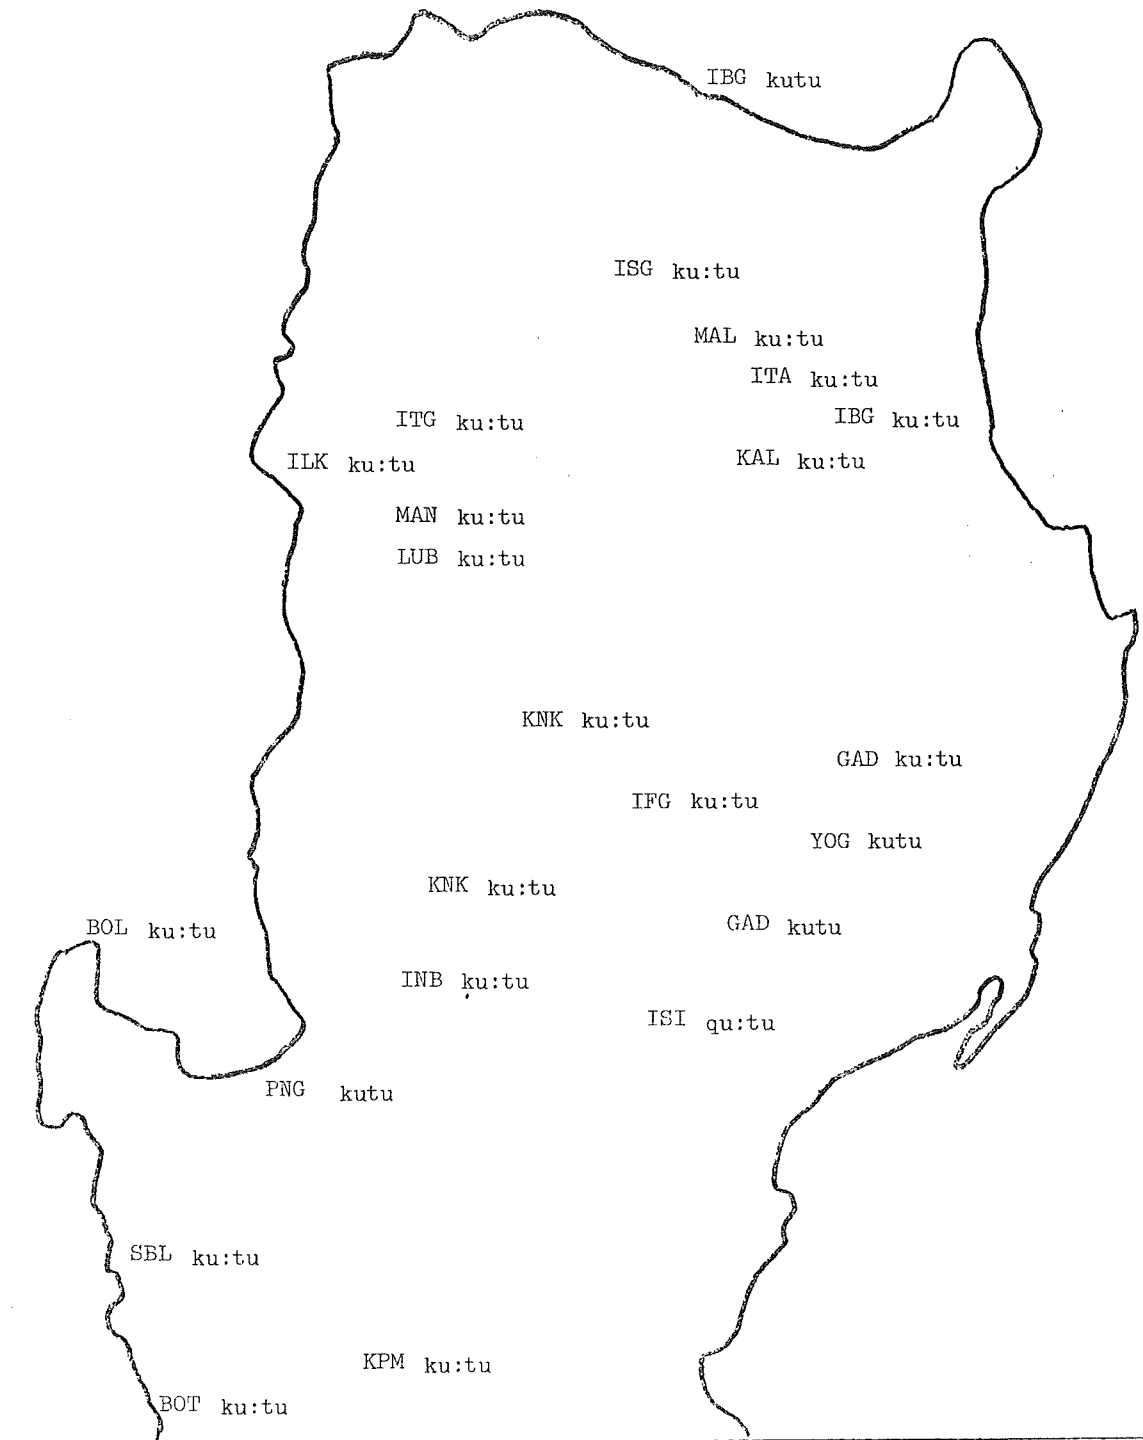 IBG kutu
ISG ku:tu
MAL ku:tu
ITA ku:tu
IBG ku:tu
ITG ku:tu
KAL ku:tu
ILK ku:tu
MAN ku:tu
LUB ku:tu
KNK ku:tu
GAD ku:tu
IFG ku:tu
YOG kutu
KNK ku:tu
GAD kutu
BOL ku:tu
INB ku:tu
ISI qu:tu
PNG kutu
SBL ku:tu
KPM ku:tu
BOT ku:tu